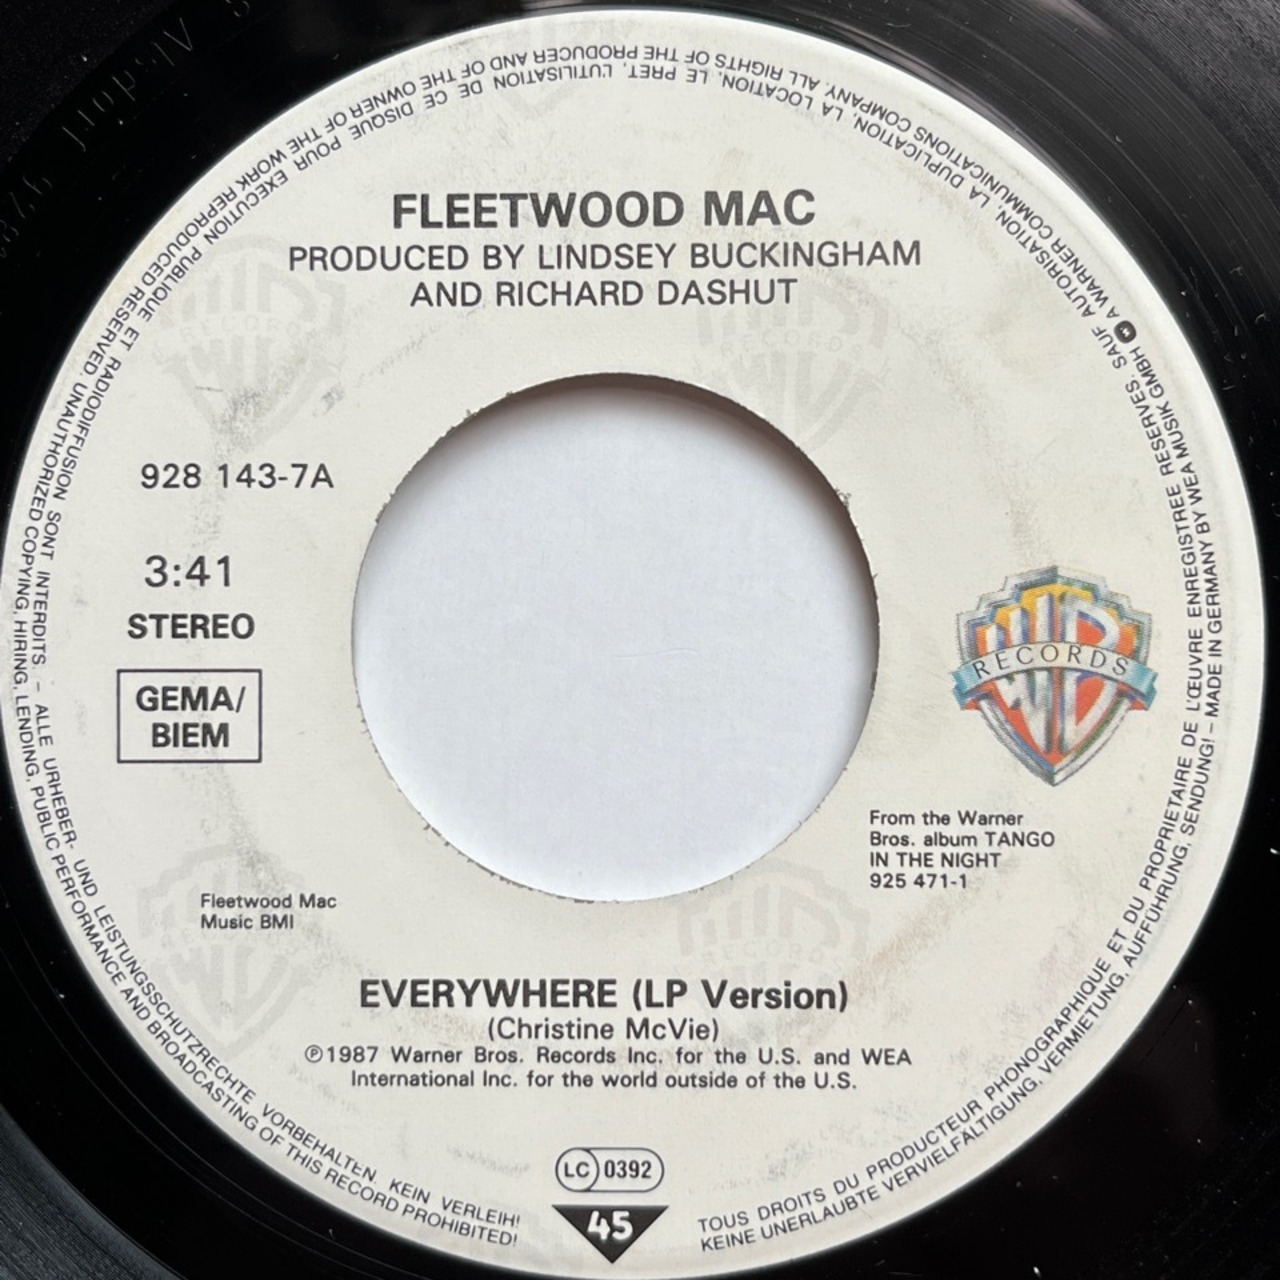 FLEETWOOD MAC
PRODUCED BY LINDSEY BUCKINGHAM
AND RICHARD DASHUT
928 143-7A
3:41
STEREO
GEMA/
BIEM
RECORDS
From the Warner
Bros. album TANGO
IN THE NIGHT
925 471-1
Fleetwood Mac
Music BMI
EVERYWHERE (LP Version)
(Christine McVie)
℗1987 Warner Bros. Records Inc. for the U.S. and WEA
International Inc. for the world outside of the U.S.
LC 0392
45
TOUS DROITS DU PRODUCTEUR PHONOGRAPHIQUE ET DU PROPRIETAIRE DE L'ŒUVRE ENREGISTREE RESERVES. SAUF AUTORISATION, LA DUPLICATION, LA LOCATION, LE PRET, L'UTILISATION DE CE DISQUE POUR EXECUTION PUBLIQUE ET RADIODIFFUSION SONT INTERDITS. – ALLE URHEBER- UND LEISTUNGSSCHUTZRECHTE VORBEHALTEN. KEIN VERLEIH!
KEINE UNERLAUBTE VERVIELFÄLTIGUNG, VERMIETUNG, AUFFÜHRUNG, SENDUNG! – MADE IN GERMANY BY WEA MUSIK GMBH A WARNER COMMUNICATIONS COMPANY. ALL RIGHTS OF THE PRODUCER AND OF THE OWNER OF THE WORK REPRODUCED RESERVED. UNAUTHORIZED COPYING, HIRING, LENDING, PUBLIC PERFORMANCE AND BROADCASTING OF THIS RECORD PROHIBITED!